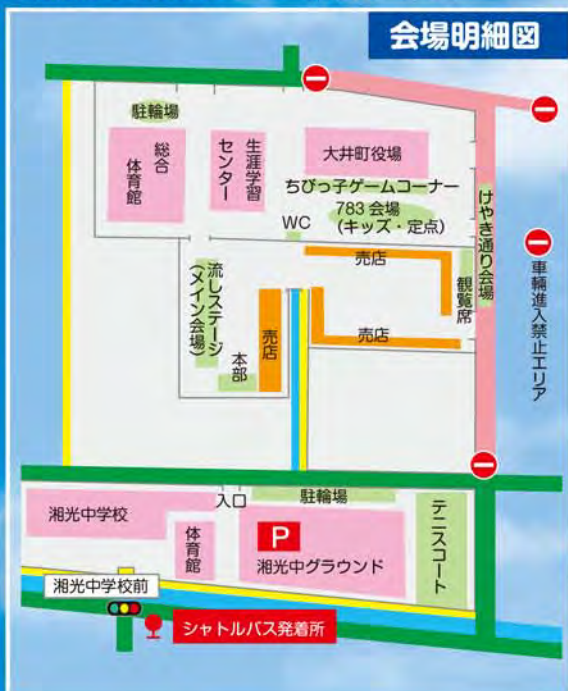 会場明細図
駐輪場
総合
体育館
生涯学習
センター
大井町役場
ちびっ子ゲームコーナー
783 会場
(キッズ・定点)
WC
売店
観覧席
けやき通り会場
車輛進入禁止エリア
流しステージ
(メイン会場)
本部
売店
売店
入口
駐輪場
湘光中学校
体育館
P
湘光中グラウンド
テニスコート
湘光中学校前
シャトルバス発着所